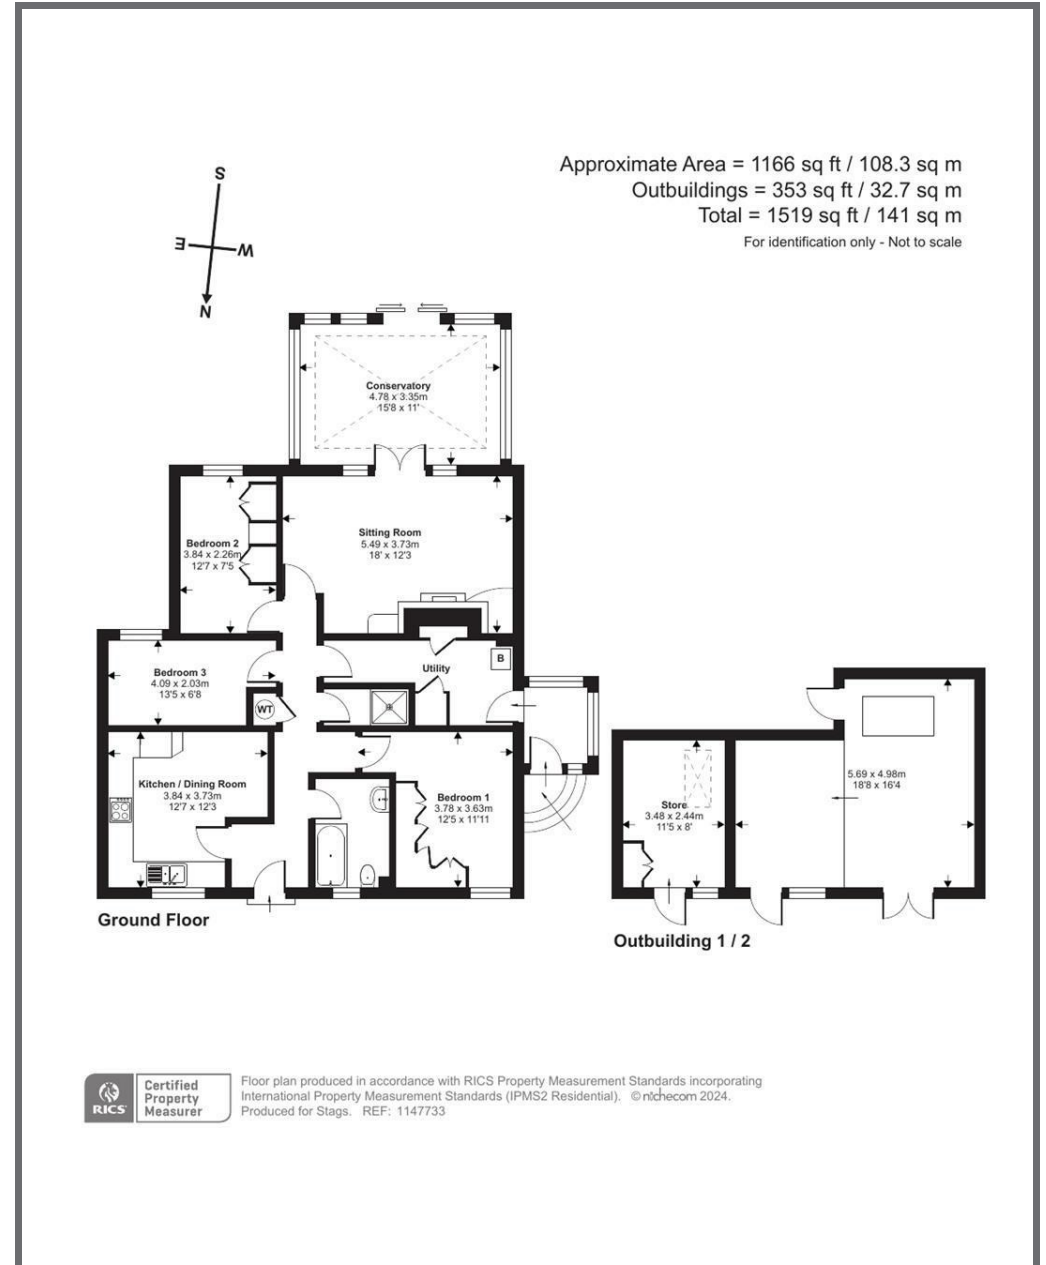 Approximate Area = 1166 sq ft / 108.3 sq m
Outbuildings = 353 sq ft / 32.7 sq m
Total = 1519 sq ft / 141 sq m
For identification only - Not to scale
S
E
W
N
Conservatory
4.78 x 3.35m
15'8 x 11'
Sitting Room
5.49 x 3.73m
18' x 12'3
Bedroom 2
3.84 x 2.26m
12'7 x 7'5
Bedroom 3
4.09 x 2.03m
13'5 x 6'8
Utility
B
WT
Kitchen / Dining Room
3.84 x 3.73m
12'7 x 12'3
Bedroom 1
3.78 x 3.63m
12'5 x 11'11
Store
3.48 x 2.44m
11'5 x 8'
5.69 x 4.98m
18'8 x 16'4
Ground Floor
Outbuilding 1 / 2
RICS
Certified
Property
Measurer
Floor plan produced in accordance with RICS Property Measurement Standards incorporating
International Property Measurement Standards (IPMS2 Residential). © nichecom 2024.
Produced for Stags. REF: 1147733